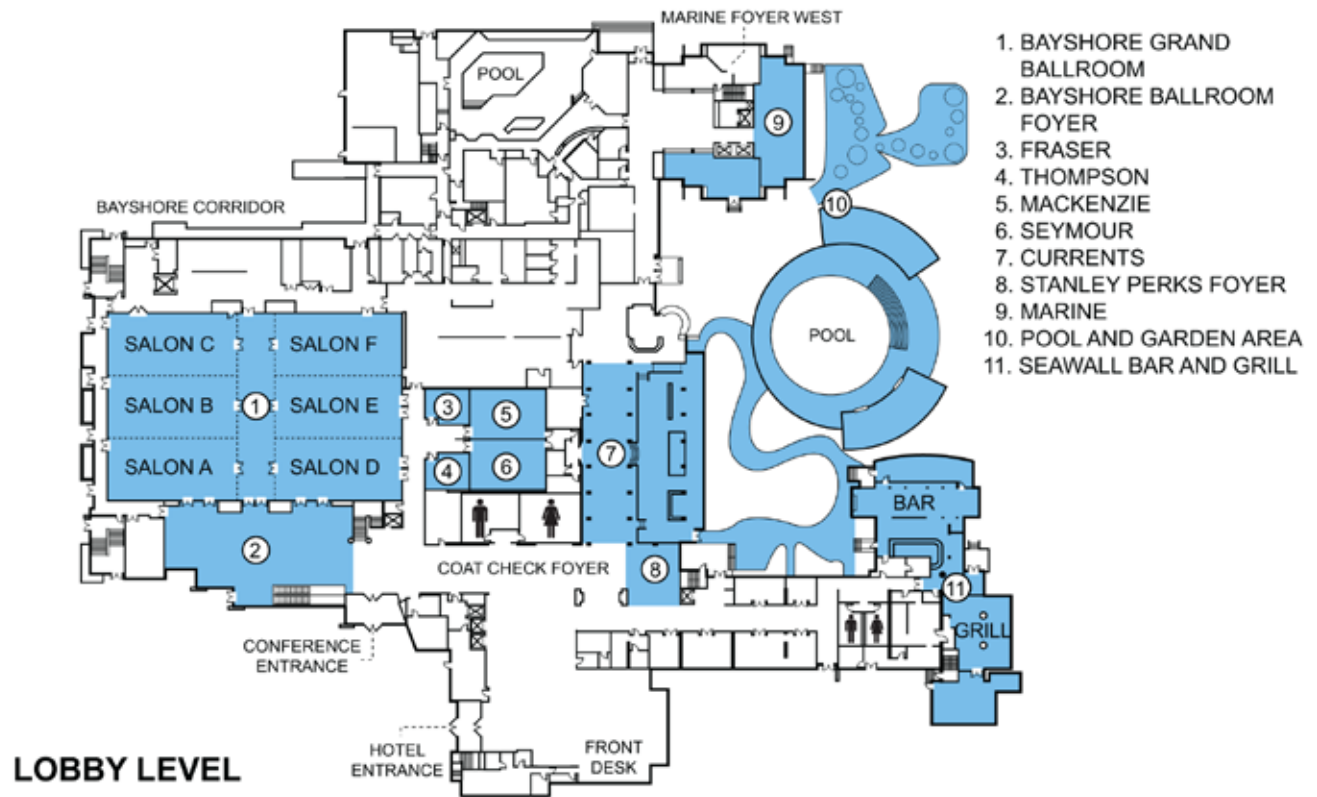 MARINE FOYER WEST
POOL
9
1. BAYSHORE GRAND
BALLROOM
2. BAYSHORE BALLROOM
FOYER
3. FRASER
4. THOMPSON
5. MACKENZIE
6. SEYMOUR
7. CURRENTS
8. STANLEY PERKS FOYER
9. MARINE
10. POOL AND GARDEN AREA
11. SEAWALL BAR AND GRILL
10
BAYSHORE CORRIDOR
POOL
SALON C
SALON F
SALON B
1
SALON E
SALON A
SALON D
3
5
4
6
7
BAR
2
COAT CHECK FOYER
8
11
GRILL
CONFERENCE
ENTRANCE
HOTEL
ENTRANCE
FRONT
DESK
LOBBY LEVEL